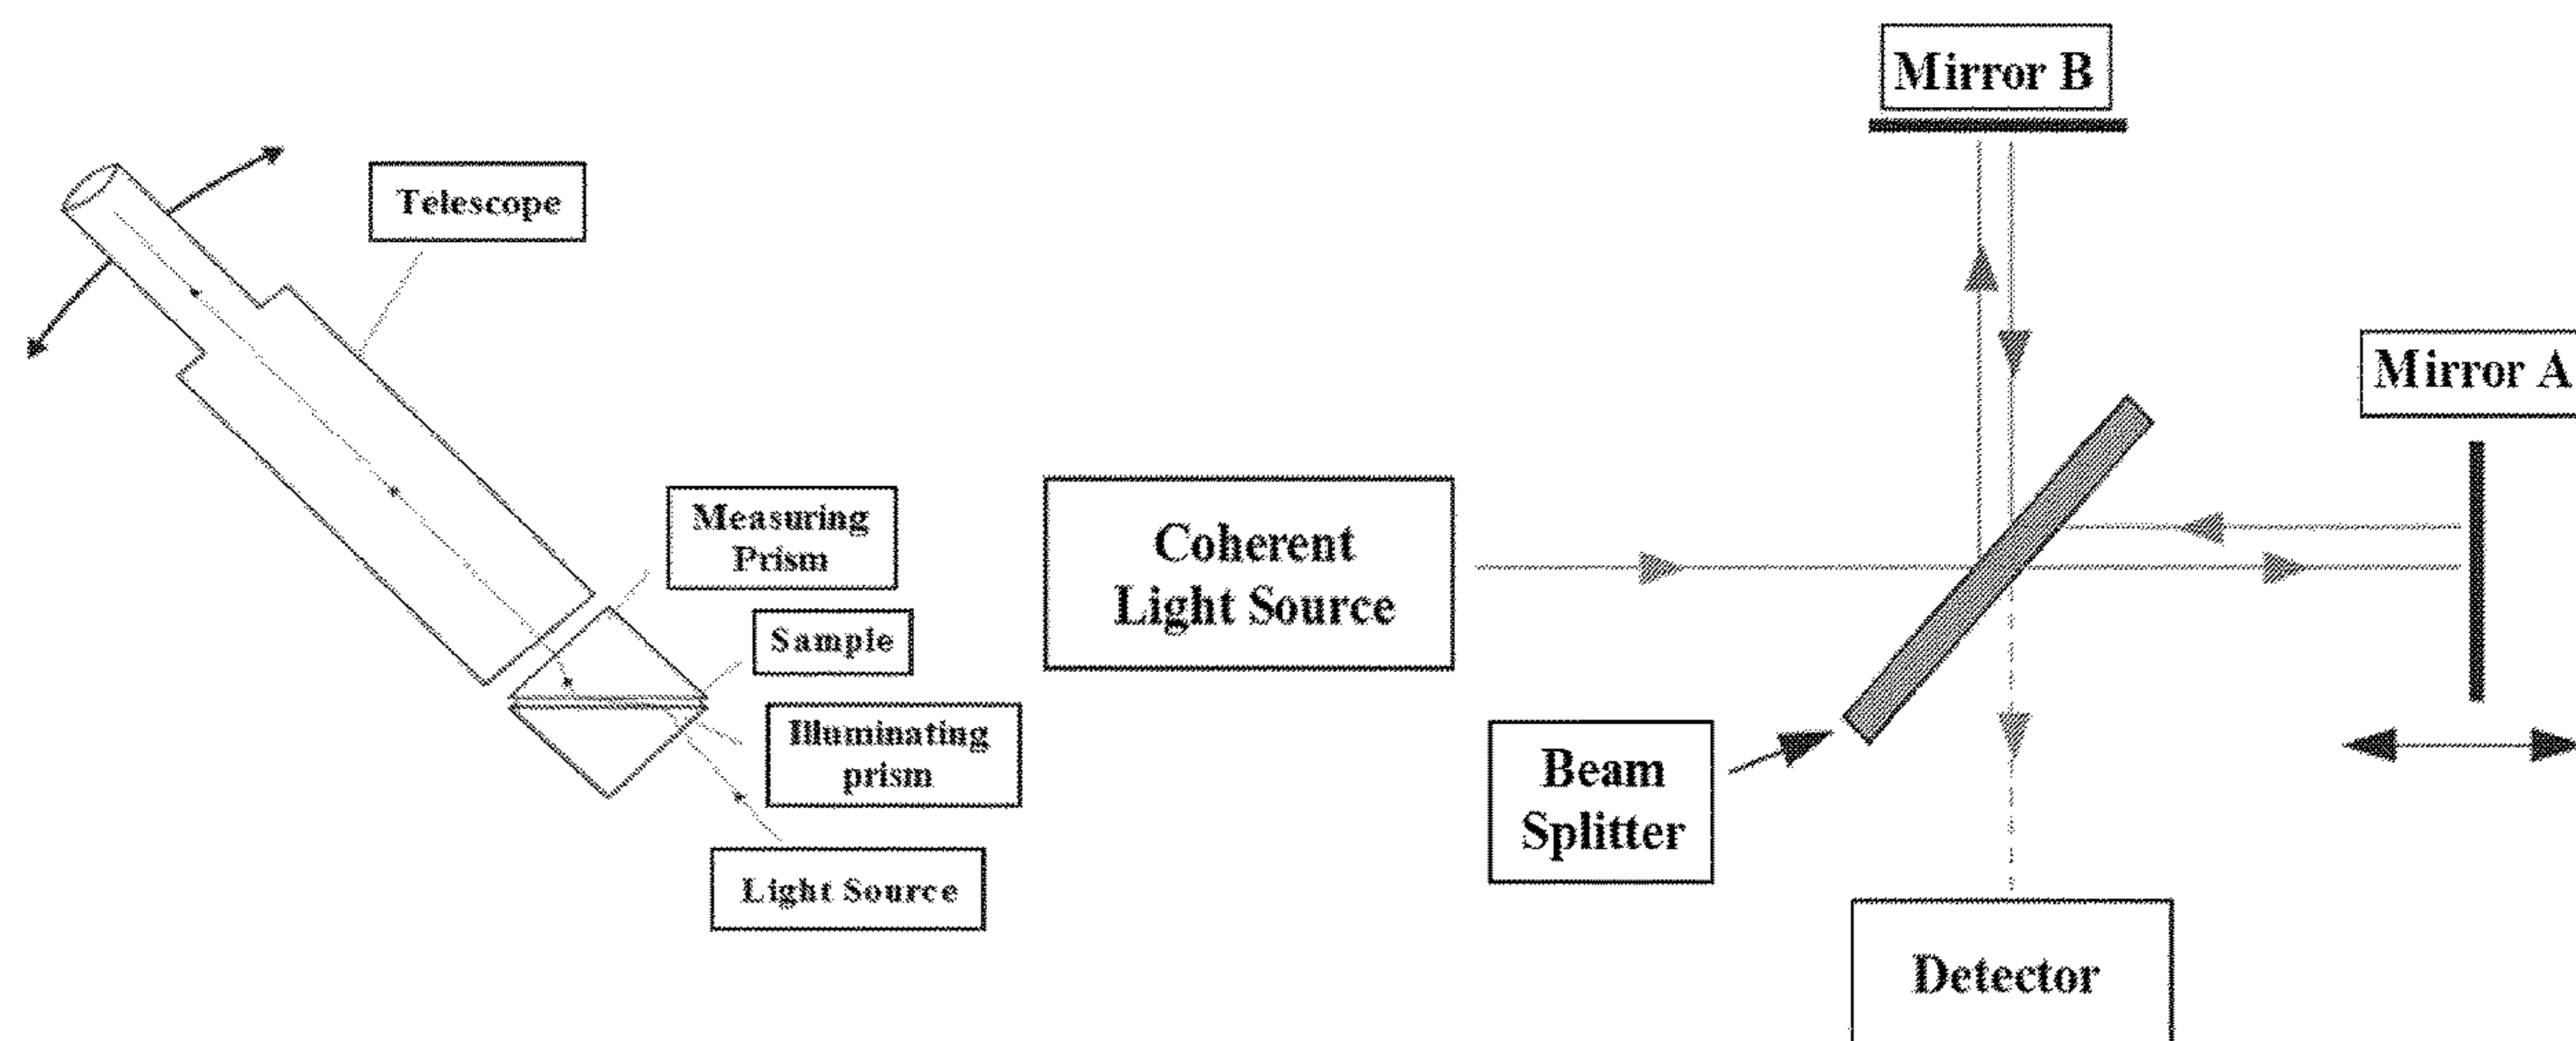 Telescope
Measuring
Prism
Sample
Illuminating
prism
Light Source
Coherent
Light Source
Mirror B
Mirror A
Beam
Splitter
Detector